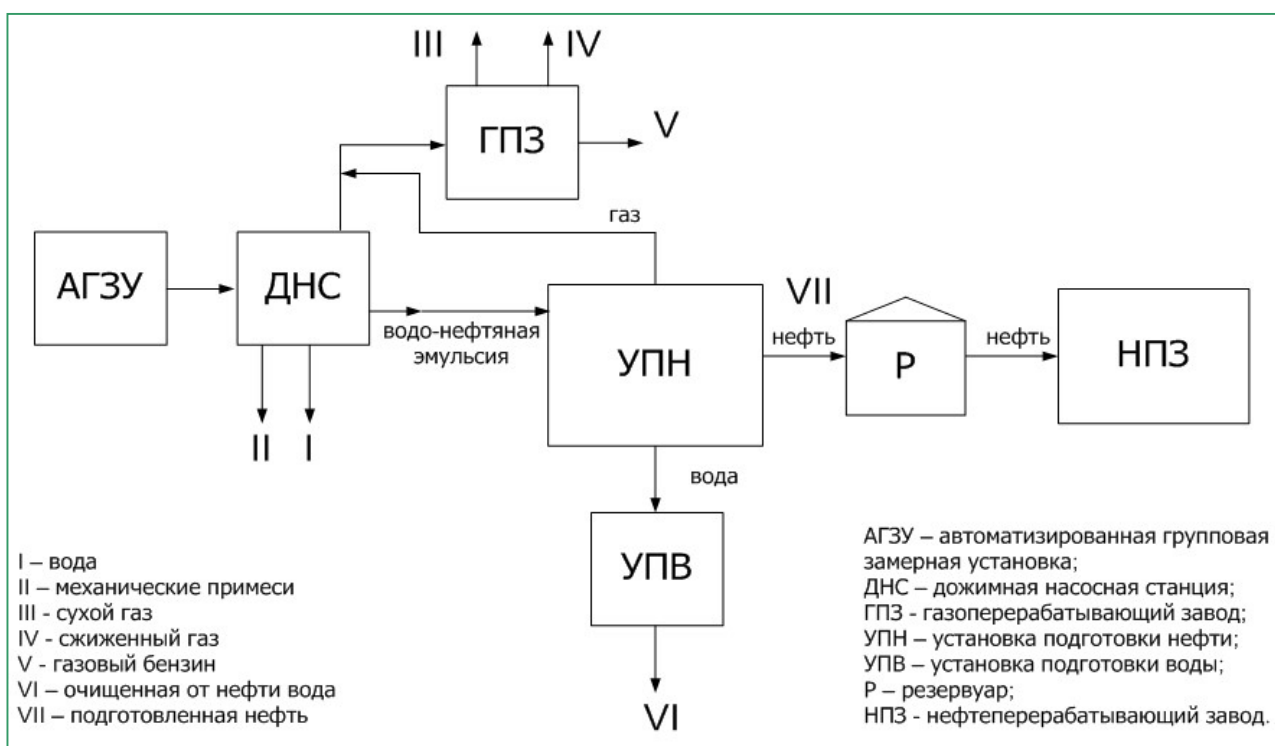 III
IV
ГПЗ
V
газ
АГЗУ
ДНС
водо-нефтяная
эмульсия
УПН
VII
нефть
Р
нефть
НПЗ
II
I
вода
УПВ
VI
I – вода
II – механические примеси
III - сухой газ
IV - сжиженный газ
V - газовый бензин
VI – очищенная от нефти вода
VII – подготовленная нефть
АГЗУ – автоматизированная групповая
замерная установка;
ДНС – дожимная насосная станция;
ГПЗ - газоперерабатывающий завод;
УПН – установка подготовки нефти;
УПВ – установка подготовки воды;
Р – резервуар;
НПЗ - нефтеперерабатывающий завод.